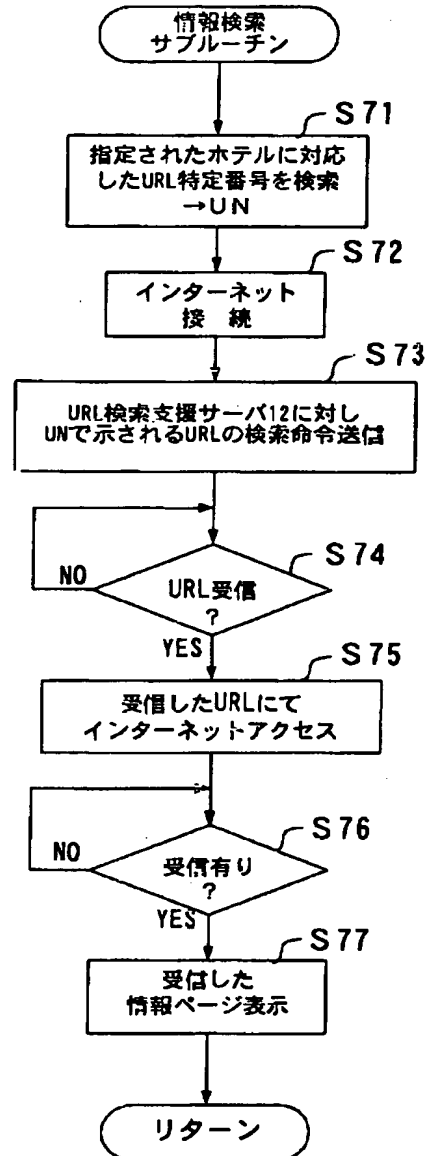 情報検索
サブルーチン
S71
指定されたホテルに対応
したURL特定番号を検索
→UN
S72
インターネット
接続
S73
URL検索支援サーバ12に対し
UNで示されるURLの検索命令送信
S74
NO
URL受信
?
YES
S75
受信したURLにて
インターネットアクセス
S76
NO
受信有り
?
YES
S77
受信した
情報ページ表示
リターン